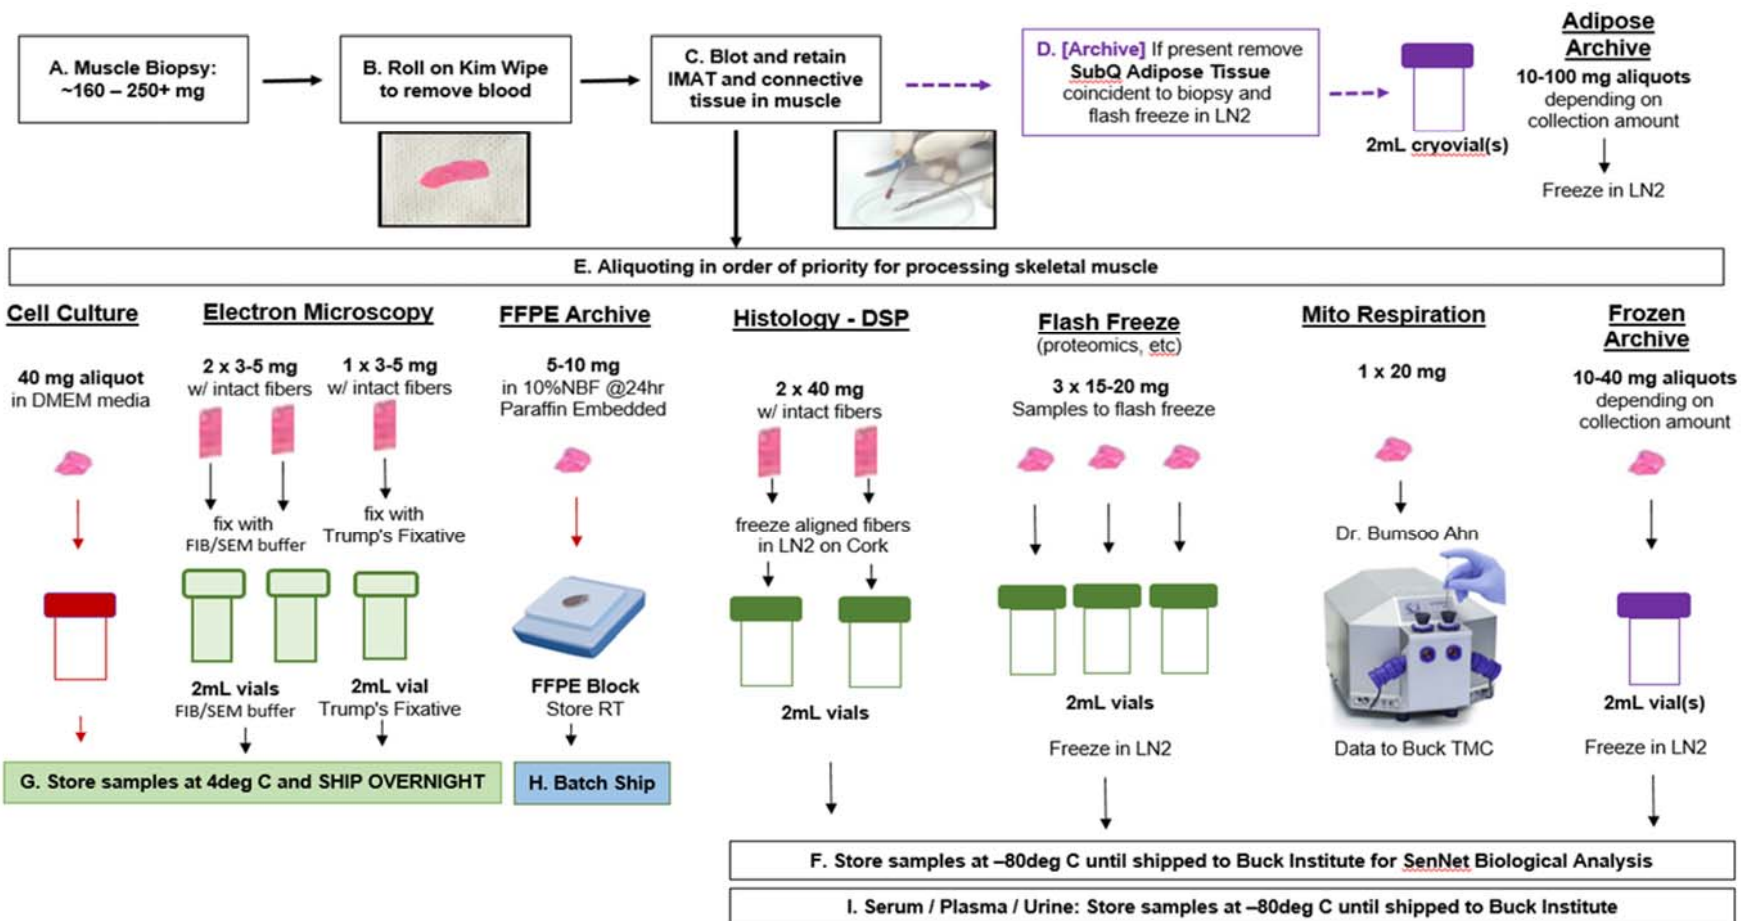 A. Muscle Biopsy:
~160 – 250+ mg
B. Roll on Kim Wipe
to remove blood
C. Blot and retain
IMAT and connective
tissue in muscle
D. [Archive] If present remove
SubQ Adipose Tissue
coincident to biopsy and
flash freeze in LN2
2mL cryovial(s)
Adipose
Archive
10-100 mg aliquots
depending on
collection amount
Freeze in LN2
E. Aliquoting in order of priority for processing skeletal muscle
Cell Culture
40 mg aliquot
in DMEM media
Electron Microscopy
2 x 3-5 mg
w/ intact fibers
fix with
FIB/SEM buffer
2mL vials
FIB/SEM buffer
1 x 3-5 mg
w/ intact fibers
fix with
Trump's Fixative
2mL vial
Trump's Fixative
G. Store samples at 4deg C and SHIP OVERNIGHT
FFPE Archive
5-10 mg
in 10%NBF @24hr
Paraffin Embedded
FFPE Block
Store RT
H. Batch Ship
Histology - DSP
2 x 40 mg
w/ intact fibers
freeze aligned fibers
in LN2 on Cork
2mL vials
Flash Freeze
(proteomics, etc)
3 x 15-20 mg
Samples to flash freeze
2mL vials
Freeze in LN2
Mito Respiration
1 x 20 mg
Dr. Bumsoo Ahn
Data to Buck TMC
Frozen
Archive
10-40 mg aliquots
depending on
collection amount
2mL vial(s)
Freeze in LN2
F. Store samples at –80deg C until shipped to Buck Institute for SenNet Biological Analysis
I. Serum / Plasma / Urine: Store samples at –80deg C until shipped to Buck Institute